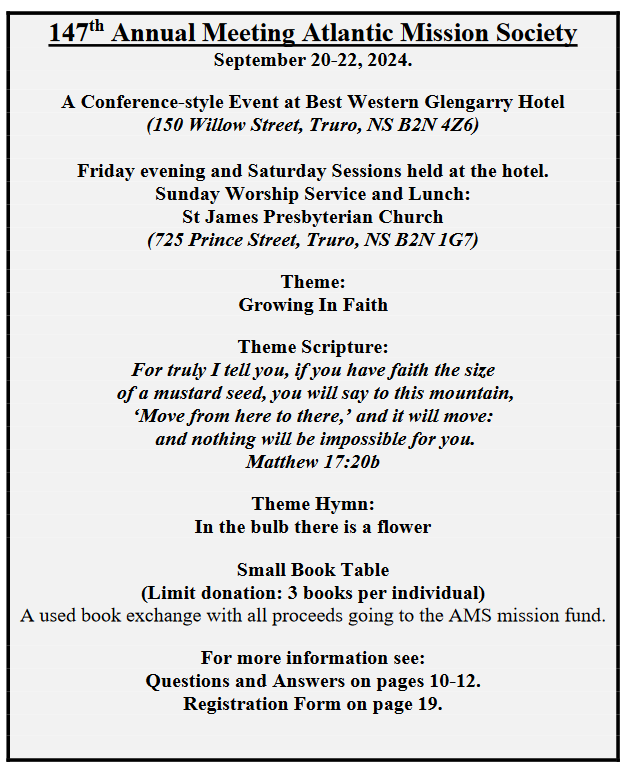 147th Annual Meeting Atlantic Mission Society
September 20-22, 2024.
A Conference-style Event at Best Western Glengarry Hotel
(150 Willow Street, Truro, NS B2N 4Z6)
Friday evening and Saturday Sessions held at the hotel.
Sunday Worship Service and Lunch:
St James Presbyterian Church
(725 Prince Street, Truro, NS B2N 1G7)
Theme:
Growing In Faith
Theme Scripture:
For truly I tell you, if you have faith the size
of a mustard seed, you will say to this mountain,
‘Move from here to there,’ and it will move:
and nothing will be impossible for you.
Matthew 17:20b
Theme Hymn:
In the bulb there is a flower
Small Book Table
(Limit donation: 3 books per individual)
A used book exchange with all proceeds going to the AMS mission fund.
For more information see:
Questions and Answers on pages 10-12.
Registration Form on page 19.